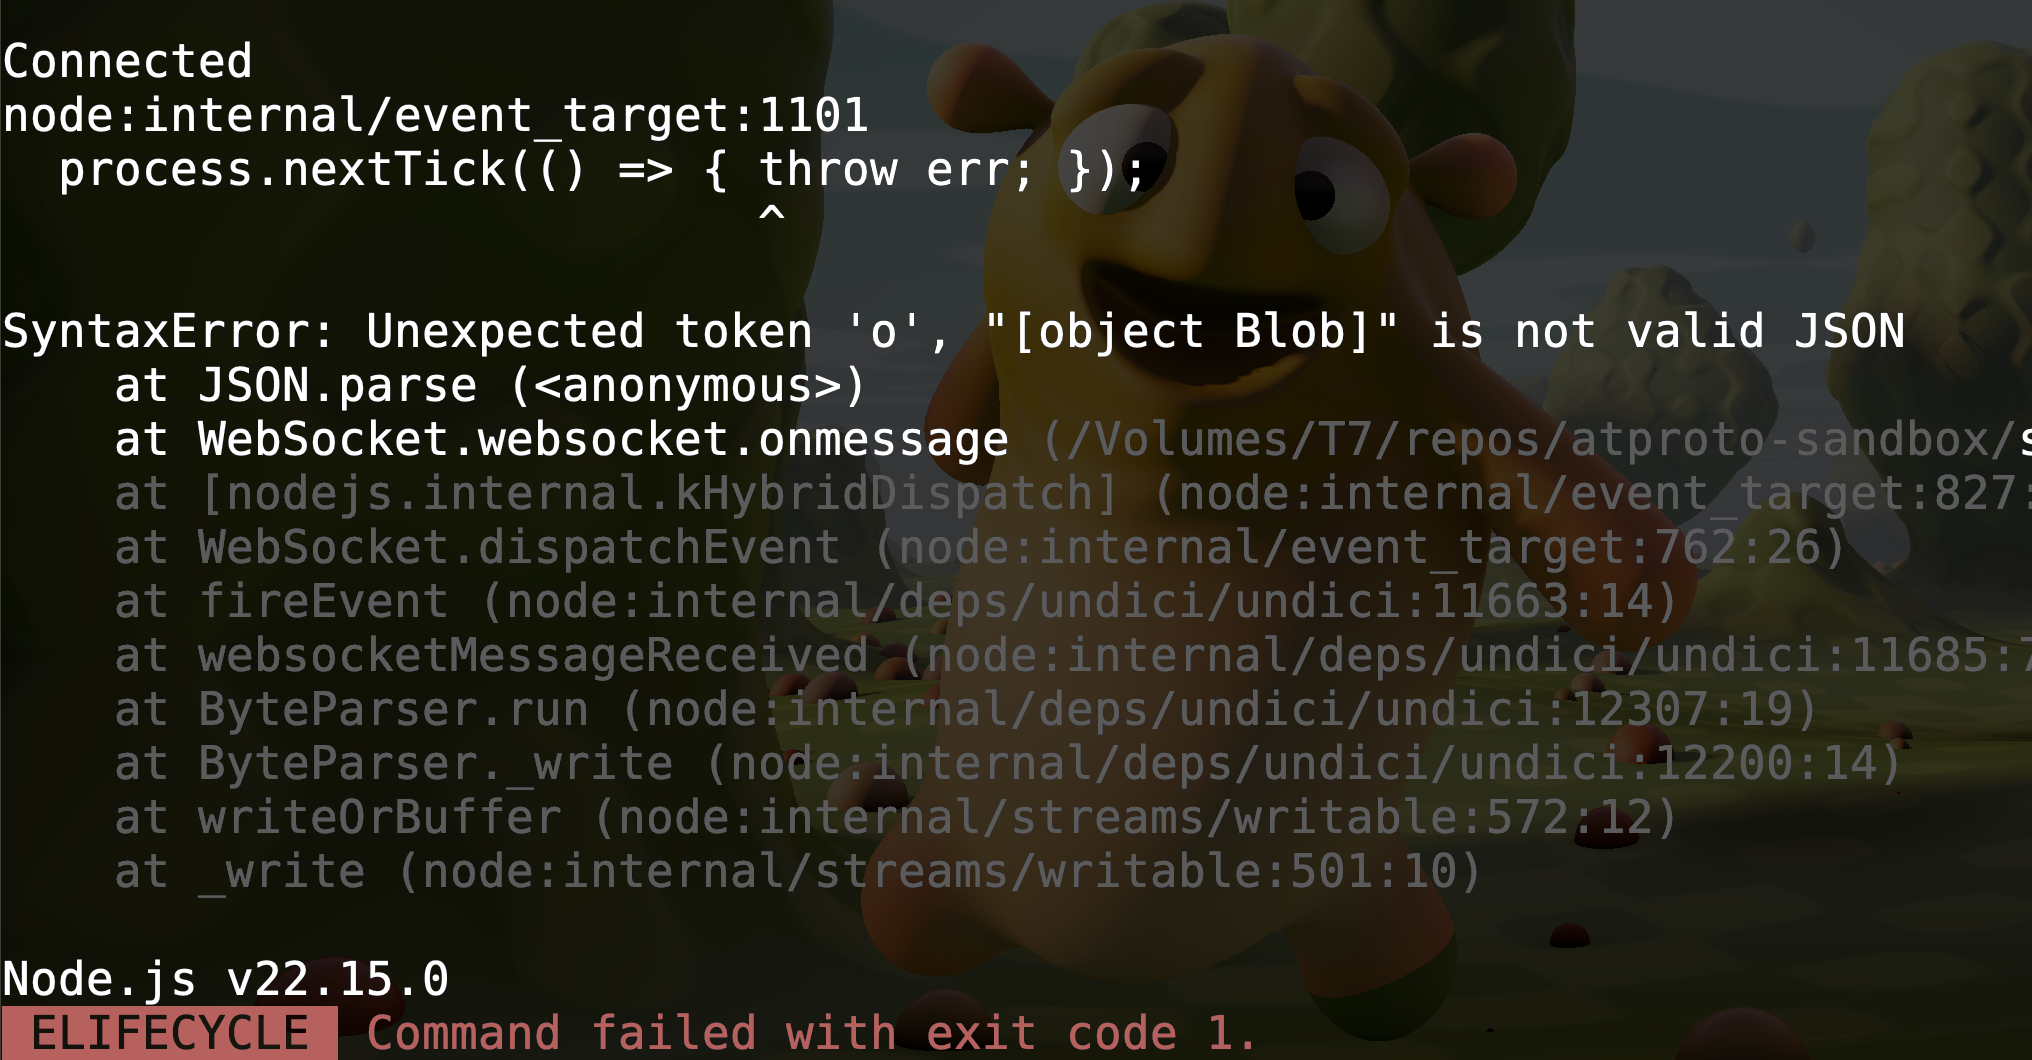 Connected
node:internal/event_target:1101
  process.nextTick(() => { throw err; });
                           ^
SyntaxError: Unexpected token 'o', "[object Blob]" is not valid JSON
    at JSON.parse (<anonymous>)
    at WebSocket.websocket.onmessage (/Volumes/T7/repos/atproto-sandbox/s
    at [nodejs.internal.kHybridDispatch] (node:internal/event_target:827:
    at WebSocket.dispatchEvent (node:internal/event_target:762:26)
    at fireEvent (node:internal/deps/undici/undici:11663:14)
    at websocketMessageReceived (node:internal/deps/undici/undici:11685:7
    at ByteParser.run (node:internal/deps/undici/undici:12307:19)
    at ByteParser._write (node:internal/deps/undici/undici:12200:14)
    at writeOrBuffer (node:internal/streams/writable:572:12)
    at _write (node:internal/streams/writable:501:10)
Node.js v22.15.0
 ELIFECYCLE  Command failed with exit code 1.